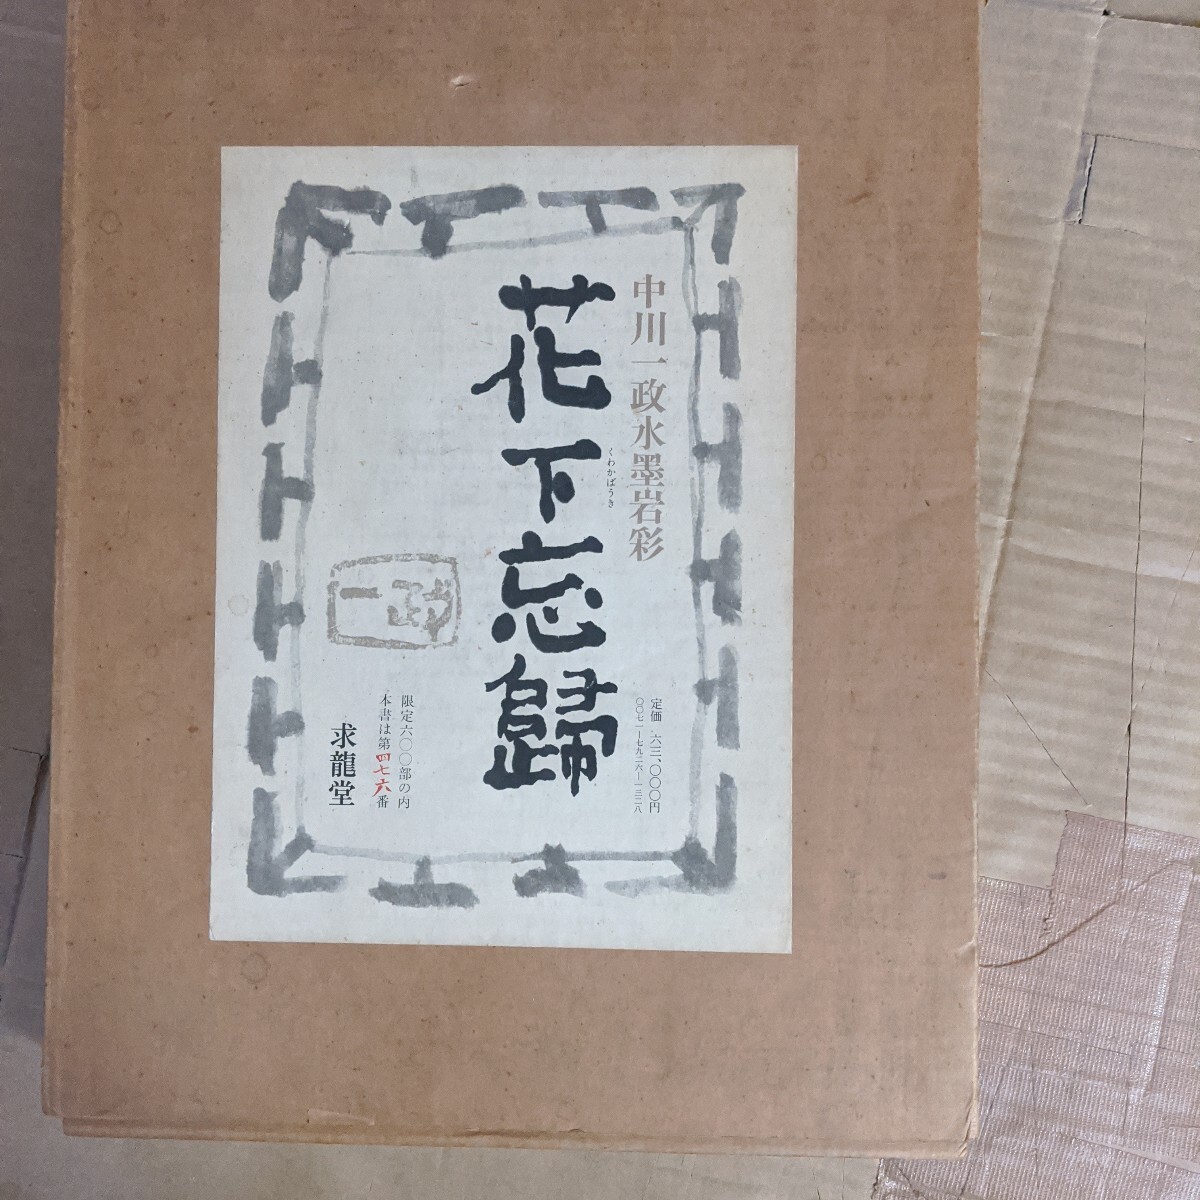 中川一政水墨岩彩
くわかばうき
花下忘歸
定価 六三、〇〇〇円
〇〇七一―七九二六―一三二八
一政
限定六〇〇部の内
本書は第四七六番
求龍堂